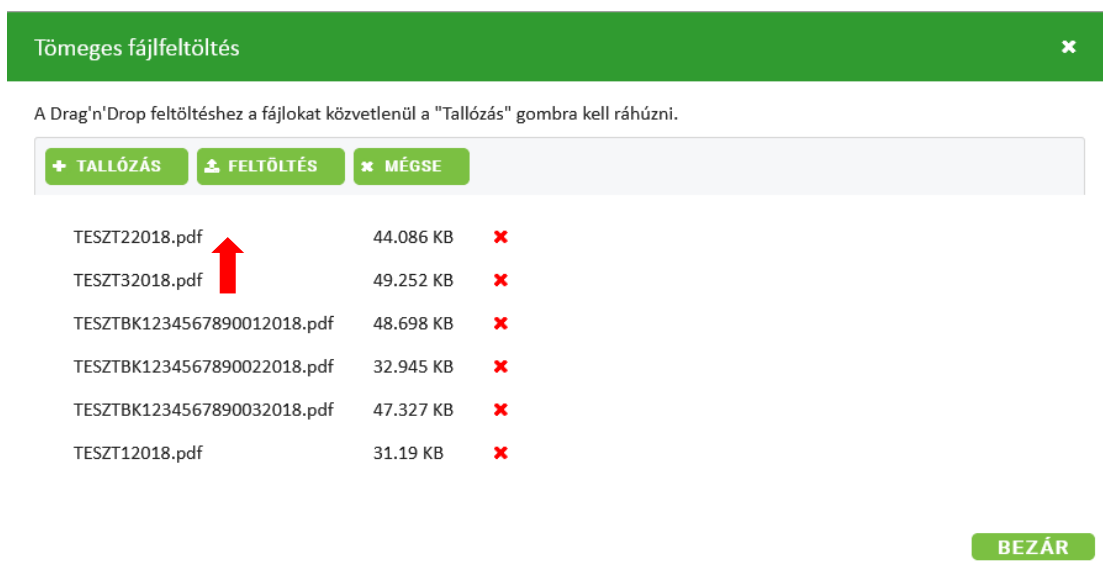 Tömeges fájlfeltöltés
A Drag'n'Drop feltöltéshez a fájlokat közvetlenül a "Tallózás" gombra kell ráhúzni.
TALLÓZÁS FELTÖLTÉS MÉGSE
TESZT22018.pdf 44.086 KB
TESZT32018.pdf 49.252 KB
TESZTBK1234567890012018.pdf 48.698 KB
TESZTBK1234567890022018.pdf 32.945 KB
TESZTBK1234567890032018.pdf 47.327 KB
TESZT12018.pdf 31.19 KB
BEZÁR